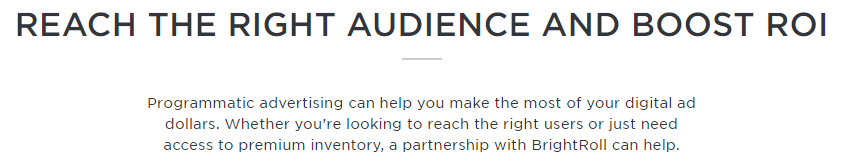 REACH THE RIGHT AUDIENCE AND BOOST ROI
Programmatic advertising can help you make the most of your digital ad
dollars. Whether you're looking to reach the right users or just need
access to premium inventory, a partnership with BrightRoll can help.